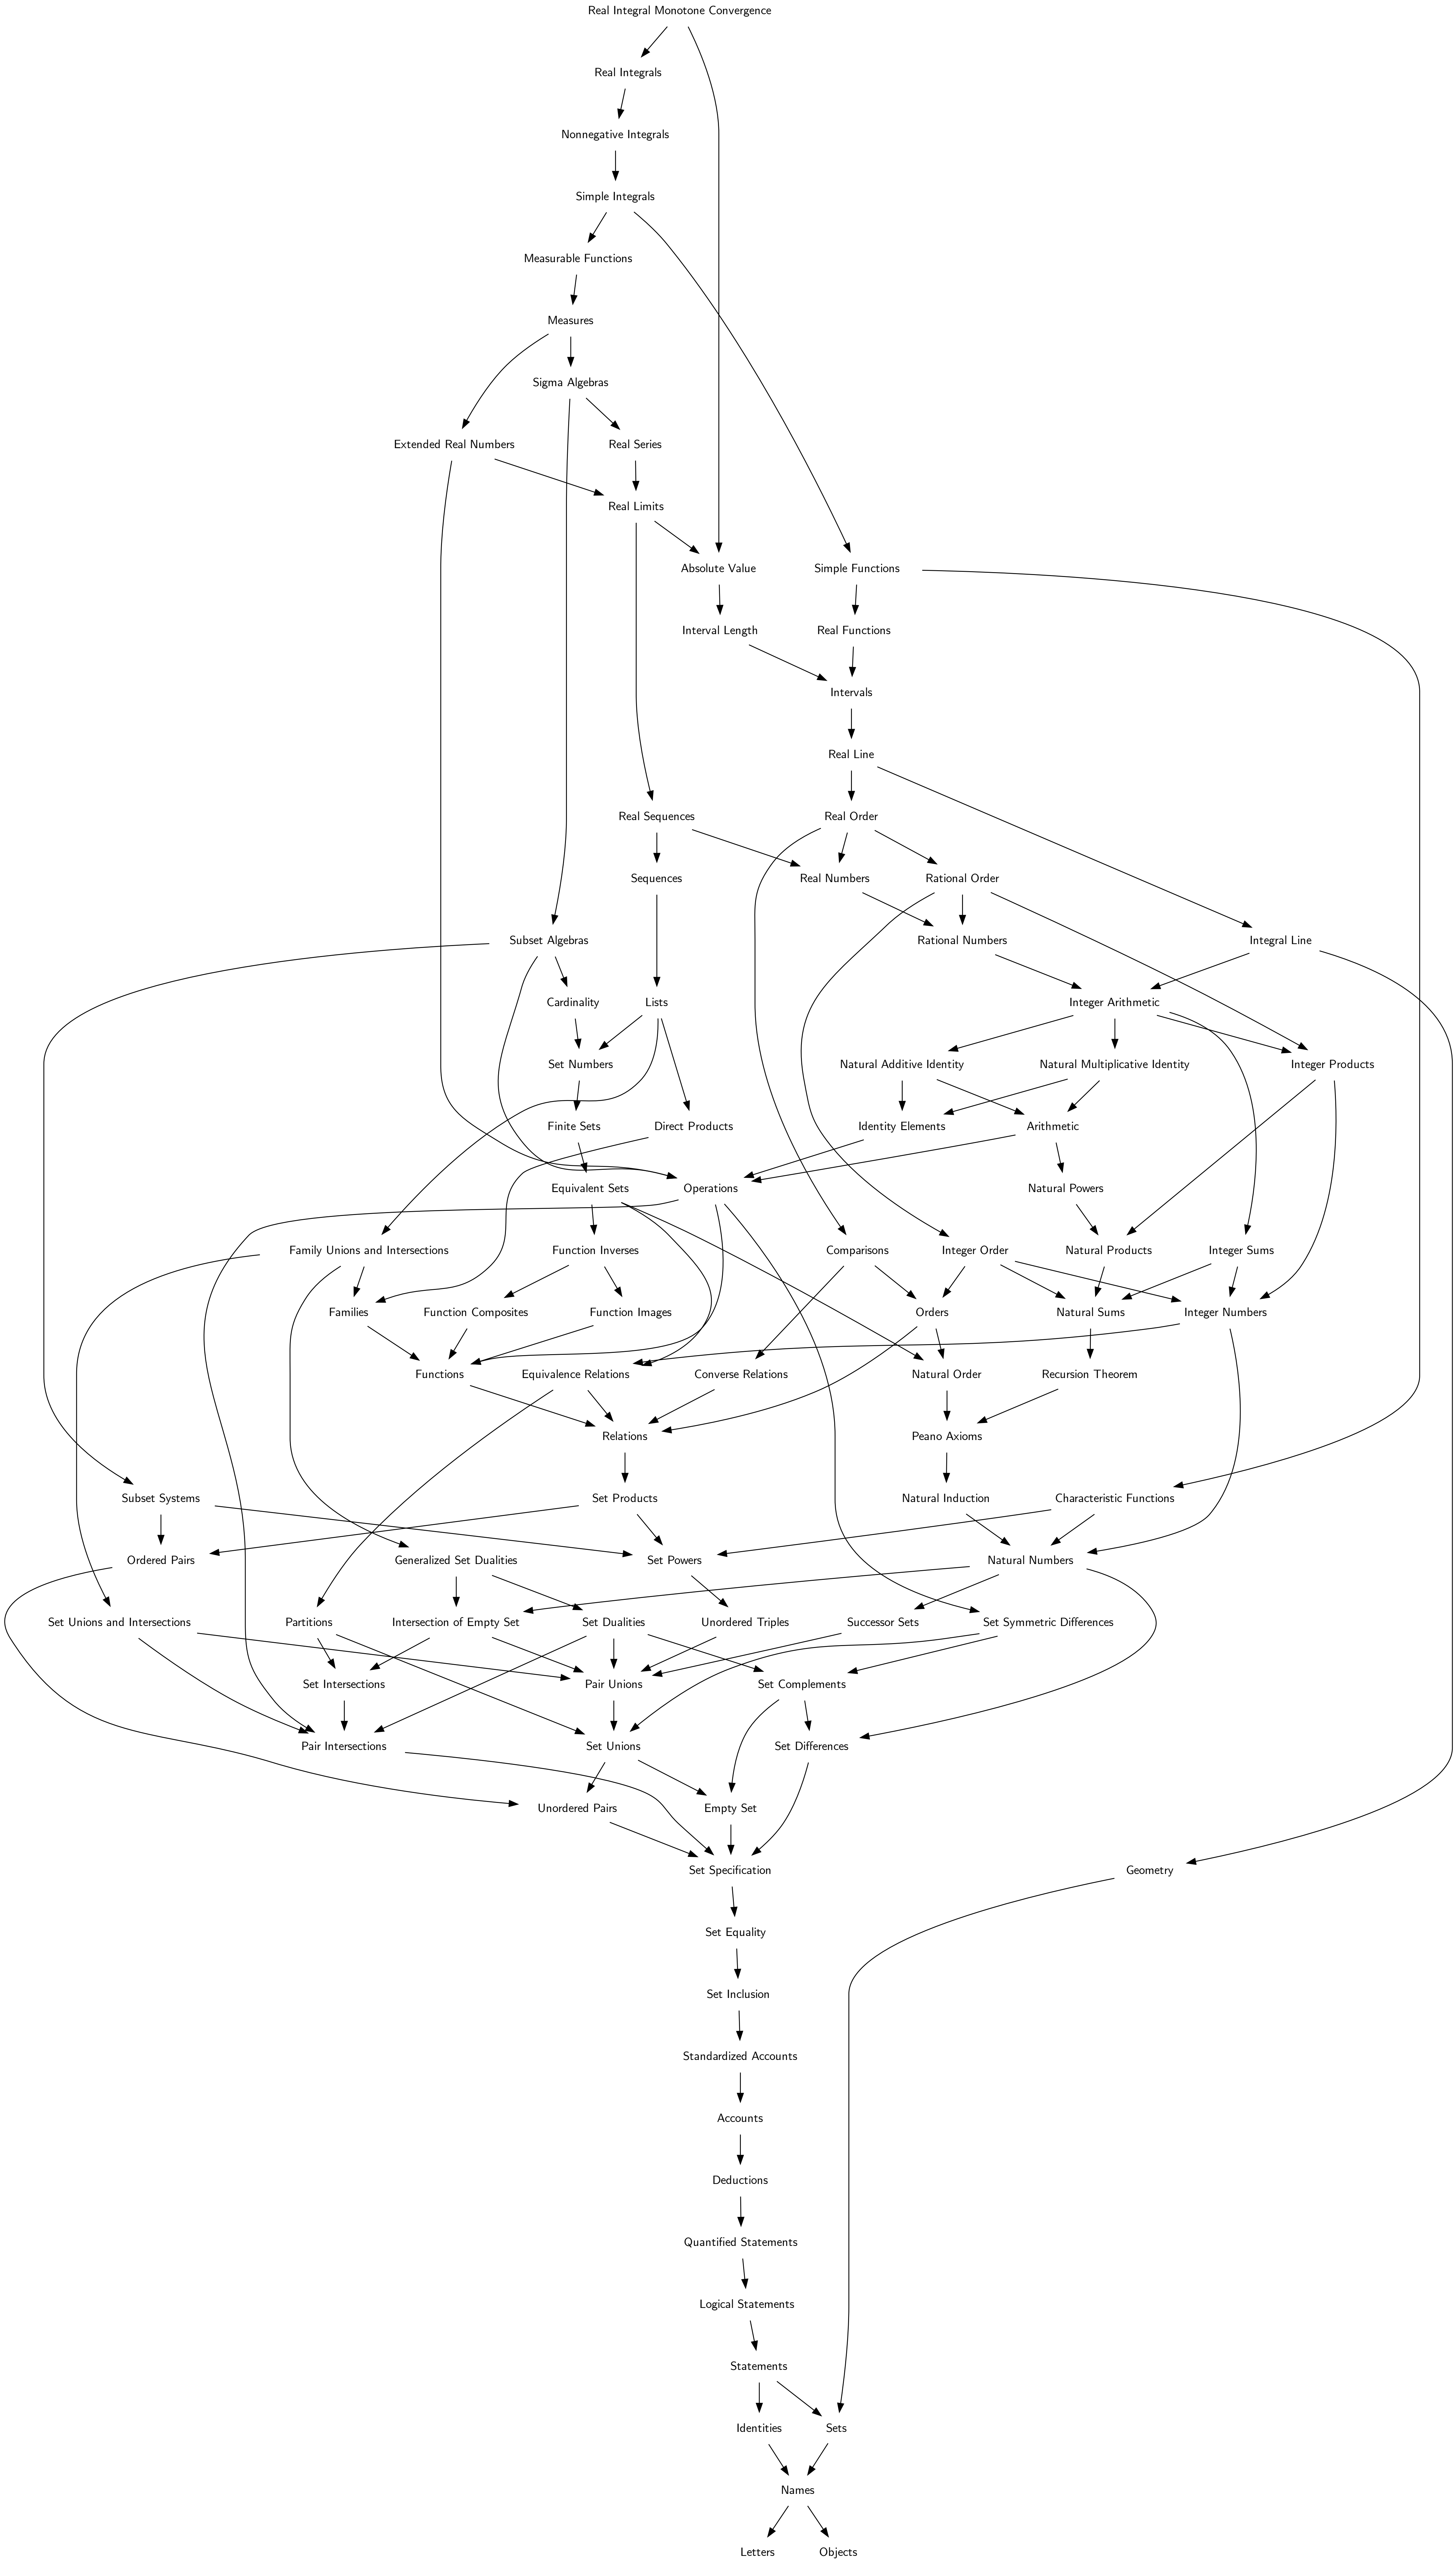 Real Integral Monotone Convergence
Real Integrals
Nonnegative Integrals
Simple Integrals
Measurable Functions
Measures
Sigma Algebras
Extended Real Numbers
Real Series
Real Limits
Absolute Value
Simple Functions
Interval Length
Real Functions
Intervals
Real Line
Real Sequences
Real Order
Sequences
Real Numbers
Rational Order
Subset Algebras
Rational Numbers
Integral Line
Cardinality
Lists
Integer Arithmetic
Set Numbers
Natural Additive Identity
Natural Multiplicative Identity
Integer Products
Finite Sets
Direct Products
Identity Elements
Arithmetic
Equivalent Sets
Operations
Natural Powers
Family Unions and Intersections
Function Inverses
Comparisons
Integer Order
Natural Products
Integer Sums
Families
Function Composites
Function Images
Orders
Natural Sums
Integer Numbers
Functions
Equivalence Relations
Converse Relations
Natural Order
Recursion Theorem
Relations
Peano Axioms
Subset Systems
Set Products
Natural Induction
Characteristic Functions
Ordered Pairs
Generalized Set Dualities
Set Powers
Natural Numbers
Set Unions and Intersections
Partitions
Intersection of Empty Set
Set Dualities
Unordered Triples
Successor Sets
Set Symmetric Differences
Set Intersections
Pair Unions
Set Complements
Pair Intersections
Set Unions
Set Differences
Unordered Pairs
Empty Set
Set Specification
Geometry
Set Equality
Set Inclusion
Standardized Accounts
Accounts
Deductions
Quantified Statements
Logical Statements
Statements
Identities
Sets
Names
Letters
Objects